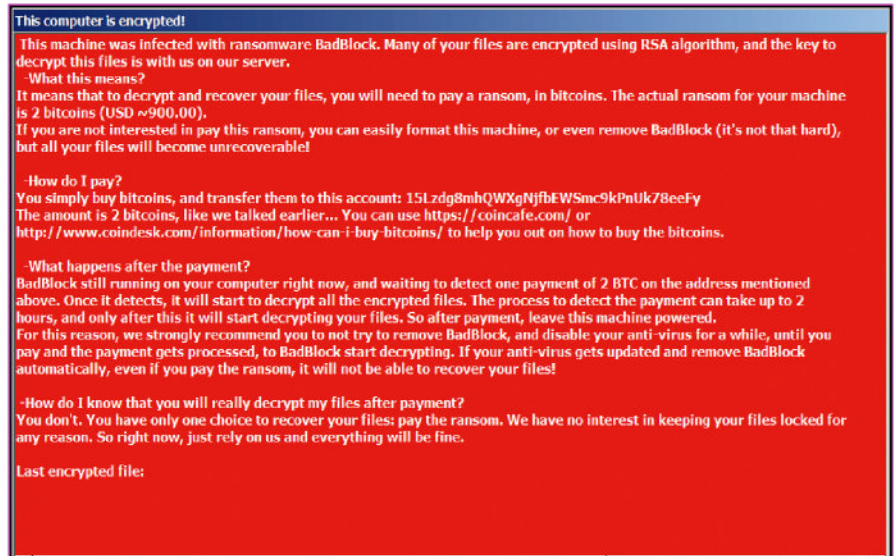 This computer is encrypted!
This machine was infected with ransomware BadBlock. Many of your files are encrypted using RSA algorithm, and the key to
decrypt this files is with us on our server.
-What this means?
It means that to decrypt and recover your files, you will need to pay a ransom, in bitcoins. The actual ransom for your machine
is 2 bitcoins (USD ~900.00).
If you are not interested in pay this ransom, you can easily format this machine, or even remove BadBlock (it's not that hard),
but all your files will become unrecoverable!
-How do I pay?
You simply buy bitcoins, and transfer them to this account: 15Lzdg8mhQWXgNjfbEWSmc9kPnUk78eeFy
The amount is 2 bitcoins, like we talked earlier... You can use https://coincafe.com/ or
http://www.coindesk.com/information/how-can-i-buy-bitcoins/ to help you out on how to buy the bitcoins.
-What happens after the payment?
BadBlock still running on your computer right now, and waiting to detect one payment of 2 BTC on the address mentioned
above. Once it detects, it will start to decrypt all the encrypted files. The process to detect the payment can take up to 2
hours, and only after this it will start decrypting your files. So after payment, leave this machine powered.
For this reason, we strongly recommend you to not try to remove BadBlock, and disable your anti-virus for a while, until you
pay and the payment gets processed, to BadBlock start decrypting. If your anti-virus gets updated and remove BadBlock
automatically, even if you pay the ransom, it will not be able to recover your files!
-How do I know that you will really decrypt my files after payment?
You don't. You have only one choice to recover your files: pay the ransom. We have no interest in keeping your files locked for
any reason. So right now, just rely on us and everything will be fine.
Last encrypted file: